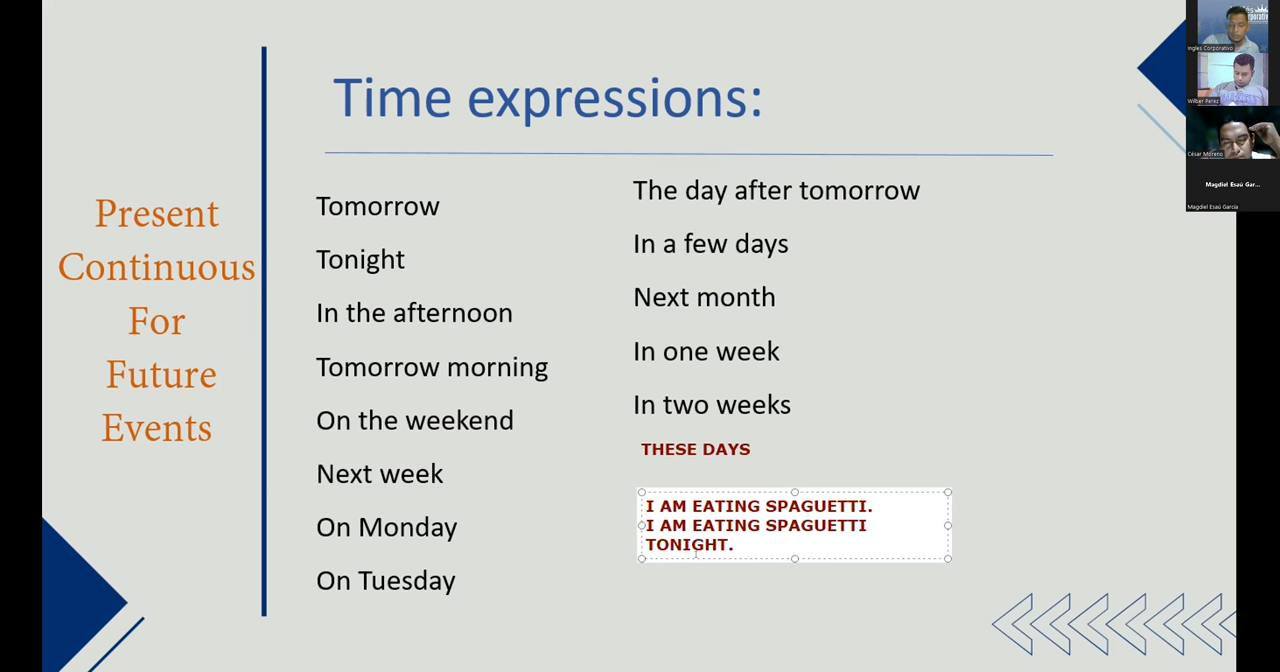 Present
Continuous
For
Future
Events
Time expressions:
Tomorrow
Tonight
In the afternoon
Tomorrow morning
On the weekend
Next week
On Monday
On Tuesday
The day after tomorrow
In a few days
Next month
In one week
In two weeks
THESE DAYS
I AM EATING SPAGUETTI.
I AM EATING SPAGUETTI
TONIGHT.
Ingles Corporativo
Wilber Perez
César Moreno
Magdiel Esaú Gar...
Magdiel Esaú García